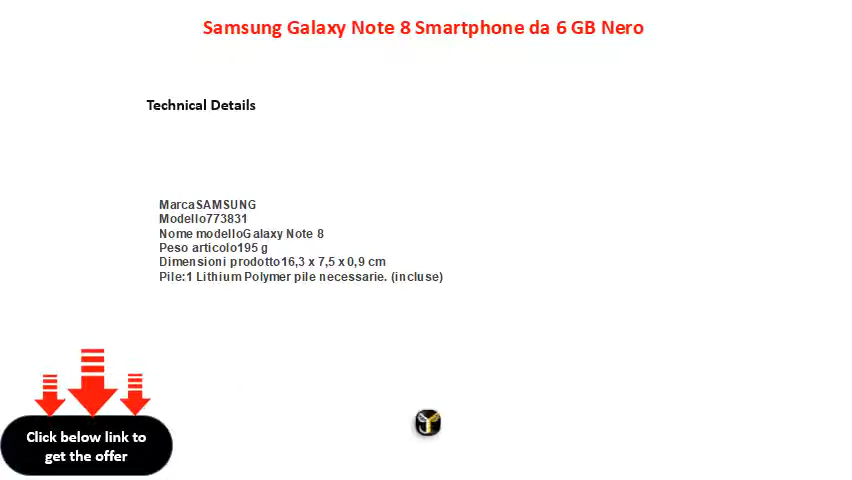 Samsung Galaxy Note 8 Smartphone da 6 GB Nero
Technical Details
MarcaSAMSUNG
Modello773831
Nome modelloGalaxy Note 8
Peso articolo195 g
Dimensioni prodotto16,3 x 7,5 x 0,9 cm
Pile:1 Lithium Polymer pile necessarie. (incluse)
Click below link to
get the offer